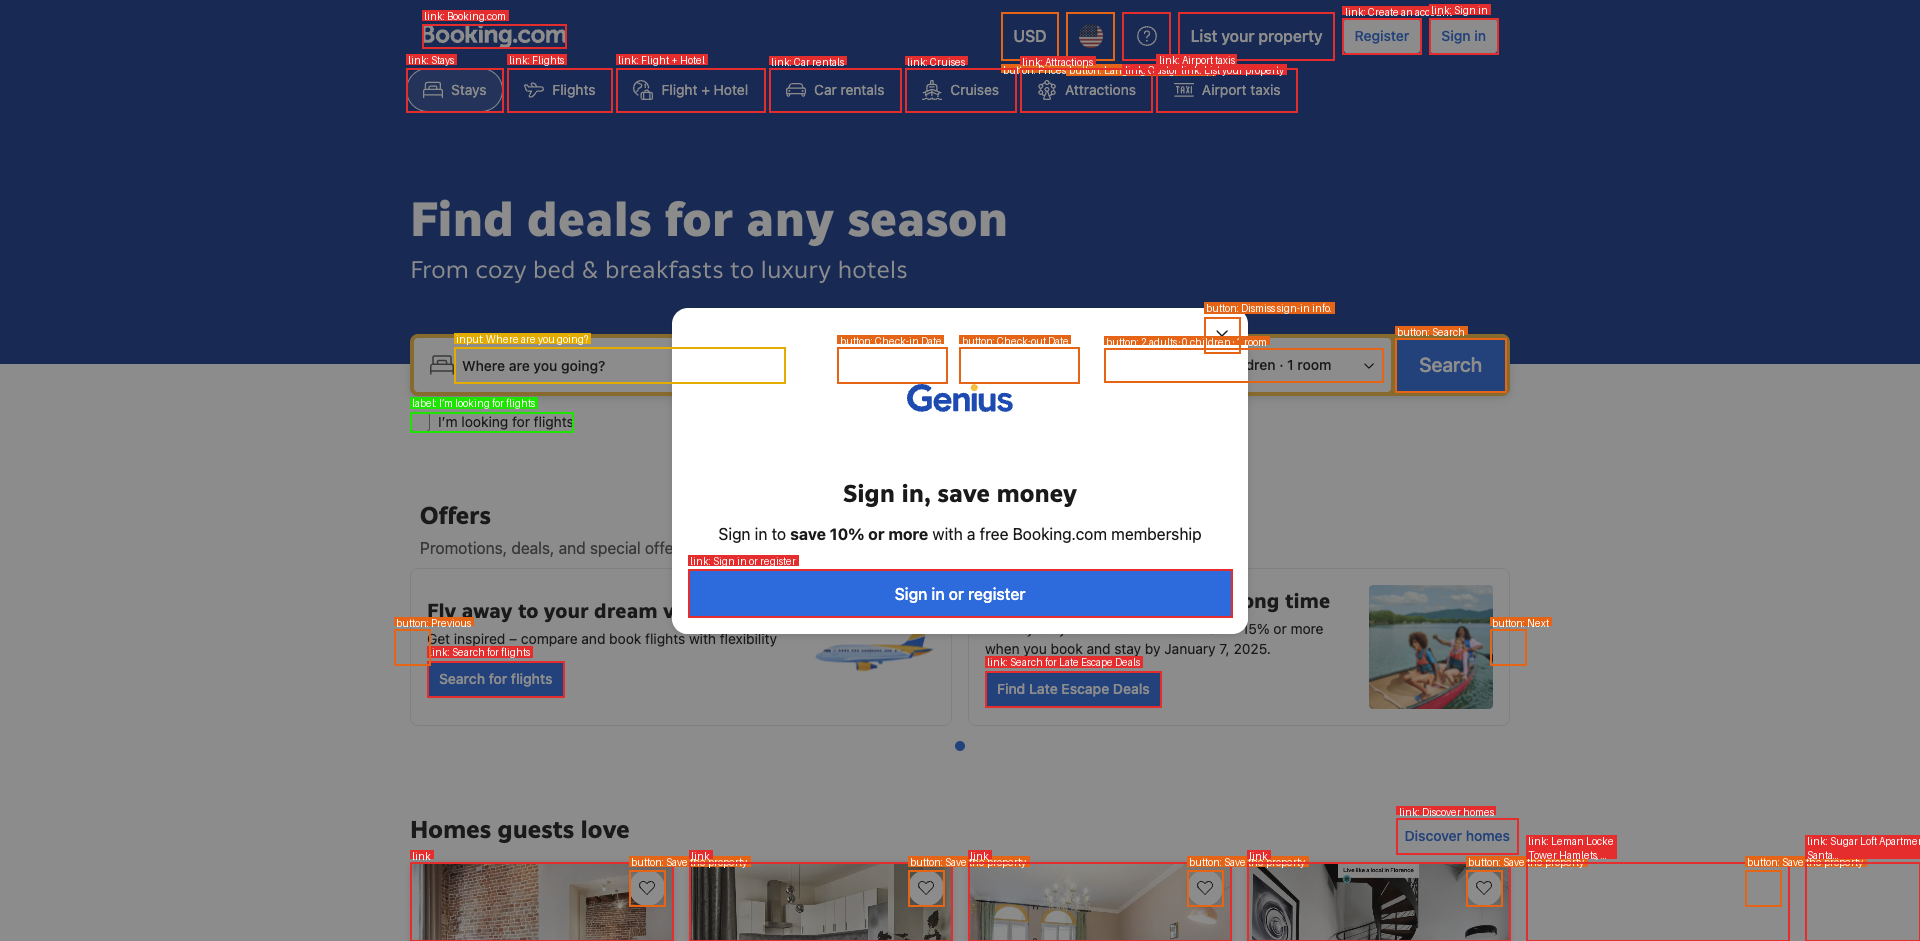 link: Booking.com
Booking.com
USD
List your property
link: Create an acc
Register
link: Sign in
Sign in
link: Stays
Stays
link: Flights
Flights
link: Flight + Hotel
Flight + Hotel
link: Car rentals
Car rentals
link: Cruises
Cruises
link: Attractions
Attractions
link: Airport taxis
TAXI
Airport taxis
link: List your property
Find deals for any season
From cozy bed & breakfasts to luxury hotels
button: Dismiss sign-in info.
input: Where are you going?
Where are you going?
button: Check-in Date
button: Check-out Date
button: 2 adults · 0 children · 1 room
dren · 1 room
button: Search
Search
label: I'm looking for flights
I'm looking for flights
Genius
Sign in, save money
Sign in to save 10% or more with a free Booking.com membership
link: Sign in or register
Sign in or register
Offers
Promotions, deals, and special offe
Fly away to your dream v
Get inspired – compare and book flights with flexibility
link: Search for flights
Search for flights
button: Previous
ong time
15% or more
when you book and stay by January 7, 2025.
link: Search for Late Escape Deals
Find Late Escape Deals
button: Next
Homes guests love
link: Discover homes
Discover homes
link
button: Save the property
link
button: Save the property
link
button: Save the property
link
button: Save the property
Live like a local in Florence
link: Leman Locke
Tower Hamlets, ...
button: Save the property
link: Sugar Loft Apartme
Santa...